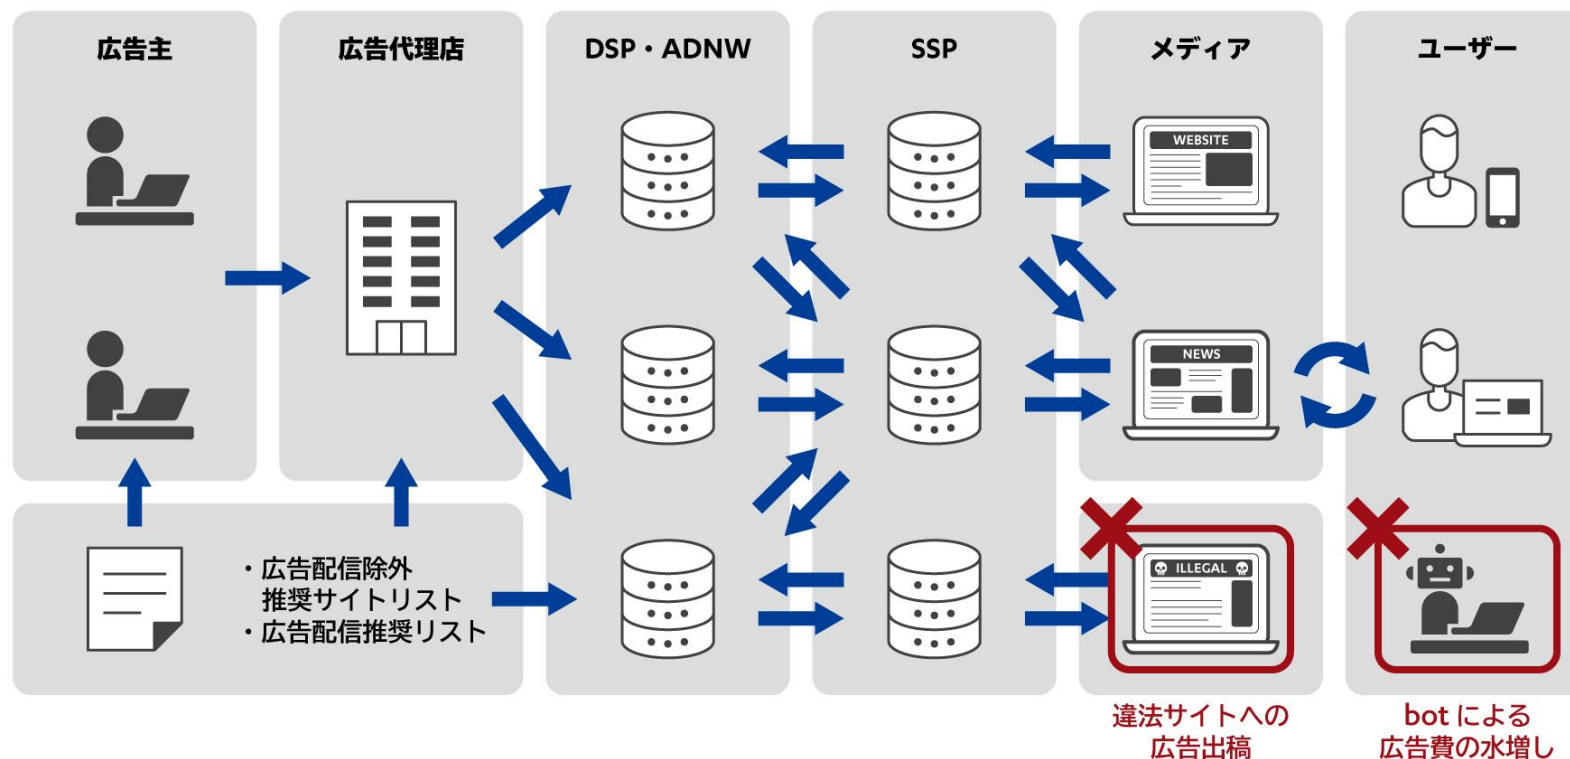 広告主
広告代理店
DSP・ADNW
SSP
メディア
ユーザー
WEBSITE
NEWS
ILLEGAL
・広告配信除外
推奨サイトリスト
・広告配信推奨リスト
違法サイトへの
広告出稿
bot による
広告費の水増し